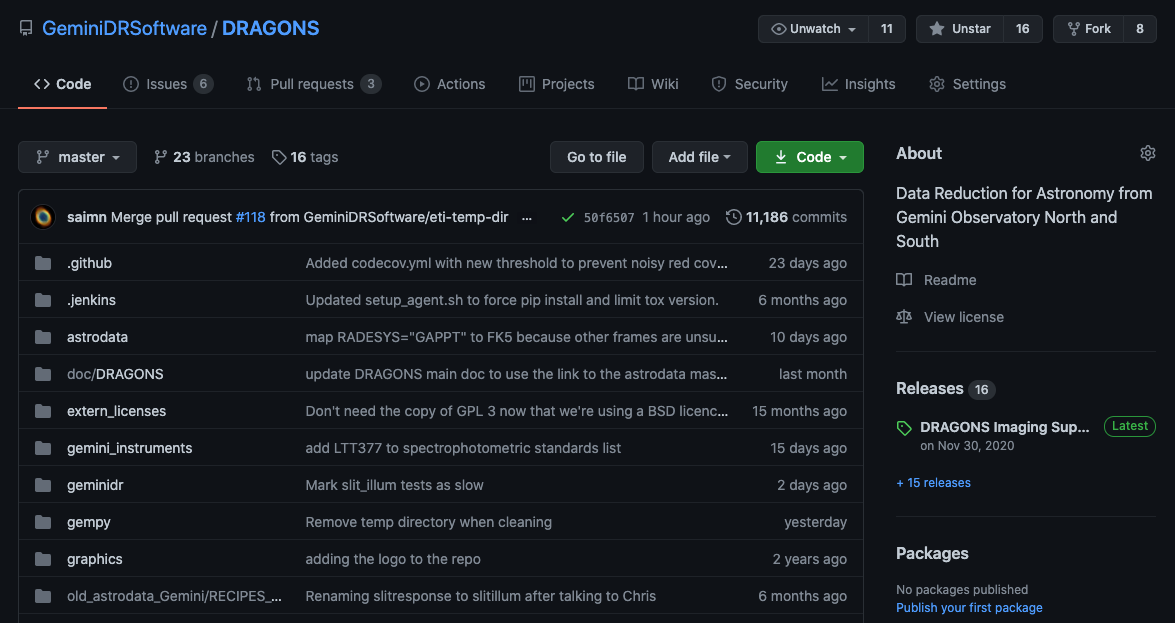 GeminiDRSoftware / DRAGONS
Unwatch 11 Unstar 16 Fork 8
Code Issues 6 Pull requests 3 Actions Projects Wiki Security Insights Settings
master 23 branches 16 tags Go to file Add file Code
saimn Merge pull request #118 from GeminiDRSoftware/eti-temp-dir ... 50f6507 1 hour ago 11,186 commits
.github Added codecov.yml with new threshold to prevent noisy red cov... 23 days ago
.jenkins Updated setup_agent.sh to force pip install and limit tox version. 6 months ago
astrodata map RADESYS="GAPPT" to FK5 because other frames are unsu... 10 days ago
doc/DRAGONS update DRAGONS main doc to use the link to the astrodata mas... last month
extern_licenses Don't need the copy of GPL 3 now that we're using a BSD licenc... 15 months ago
gemini_instruments add LTT377 to spectrophotometric standards list 15 days ago
geminidr Mark slit_illum tests as slow 2 days ago
gempy Remove temp directory when cleaning yesterday
graphics adding the logo to the repo 2 years ago
old_astrodata_Gemini/RECIPES_... Renaming slitresponse to slitillum after talking to Chris 6 months ago
About
Data Reduction for Astronomy from
Gemini Observatory North and
South
Readme
View license
Releases 16
DRAGONS Imaging Sup... Latest
on Nov 30, 2020
+ 15 releases
Packages
No packages published
Publish your first package